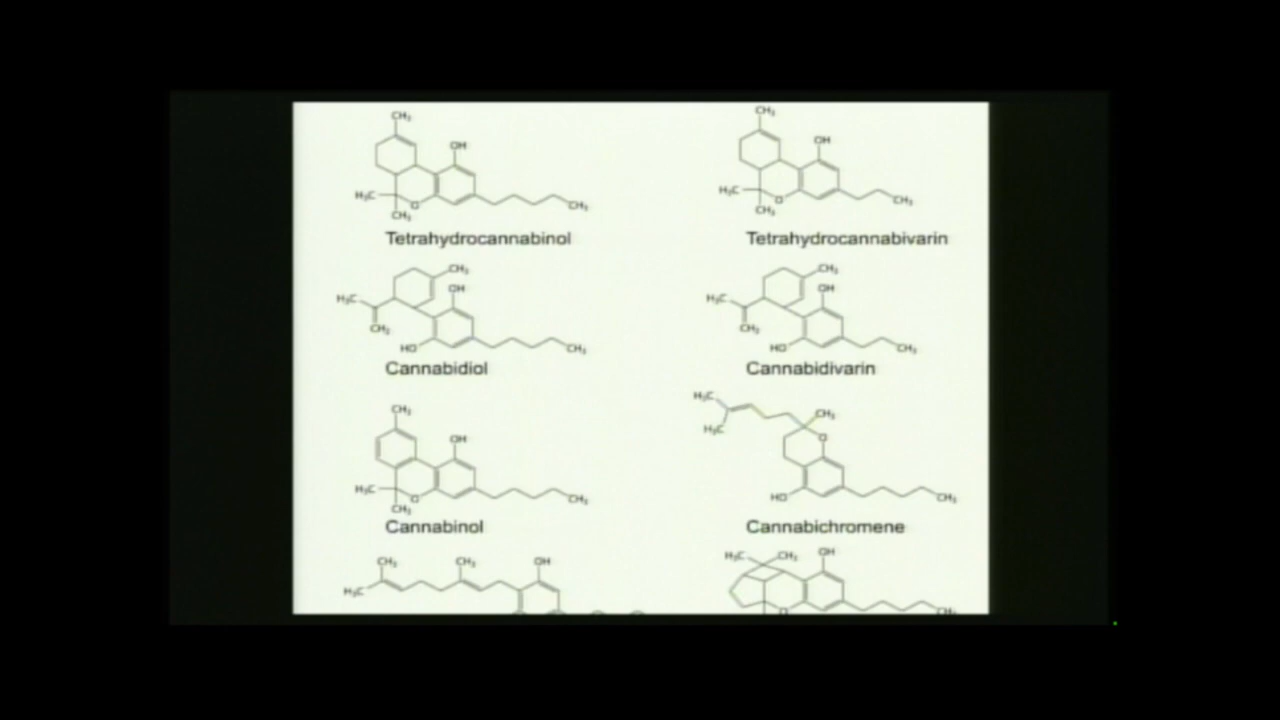 CH₃
OH
H₃C
O
CH₃
CH₃
Tetrahydrocannabinol
CH₃
OH
H₃C
O
CH₃
CH₃
Tetrahydrocannabivarin
CH₃
OH
H₃C
CH₂
HO
CH₃
Cannabidiol
CH₃
OH
H₃C
CH₂
HO
CH₃
Cannabidivarin
CH₃
OH
H₃C
O
CH₃
CH₃
Cannabinol
H₃C
CH₃
H₃C
O
HO
CH₃
Cannabichromene
CH₃
CH₃
OH
H₃C
H₃C
CH₃
OH
O
CH₃